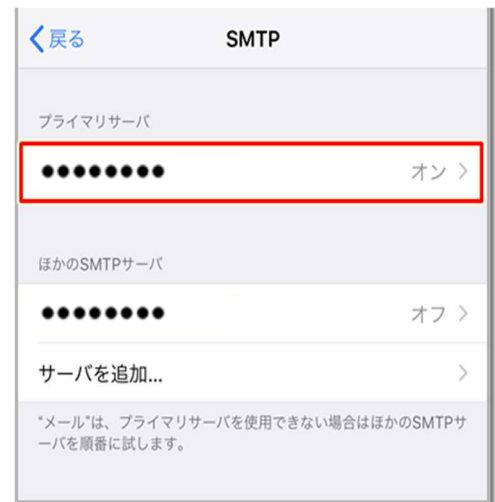 戻る SMTP
プライマリサーバ
●●●●●●●● オン
ほかのSMTPサーバ
●●●●●●●● オフ
サーバを追加...
“メール”は、プライマリサーバを使用できない場合はほかのSMTPサ
ーバを順番に試します。